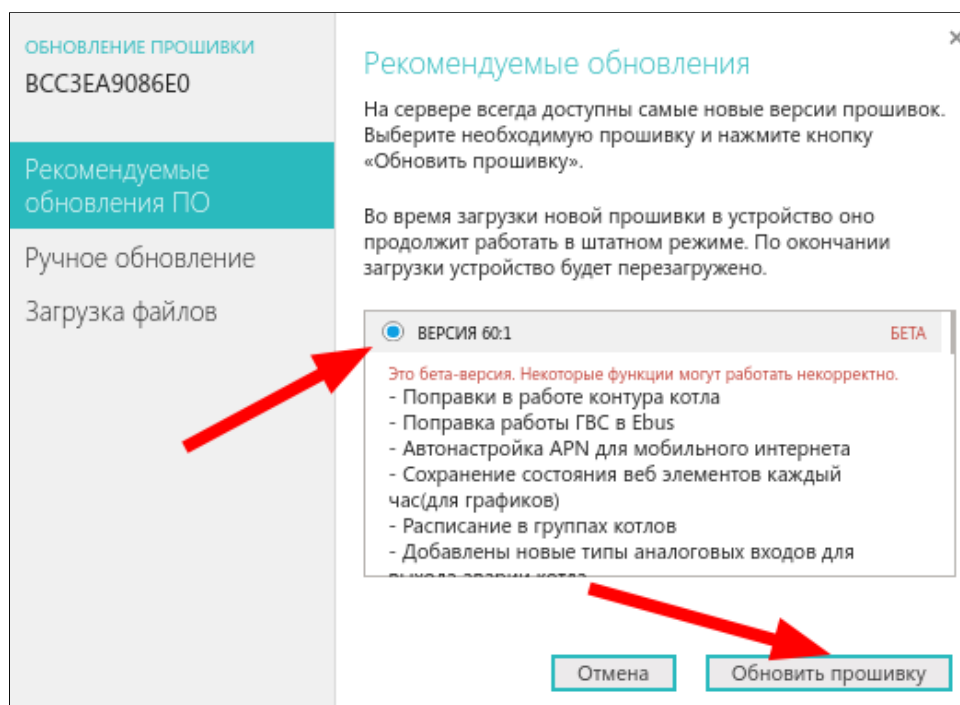 ОБНОВЛЕНИЕ ПРОШИВКИ
BCC3EA9086E0
Рекомендуемые
обновления ПО
Ручное обновление
Загрузка файлов
Рекомендуемые обновления
На сервере всегда доступны самые новые версии прошивок.
Выберите необходимую прошивку и нажмите кнопку
«Обновить прошивку».
Во время загрузки новой прошивки в устройство оно
продолжит работать в штатном режиме. По окончании
загрузки устройство будет перезагружено.
ВЕРСИЯ 60:1 БЕТА
Это бета-версия. Некоторые функции могут работать некорректно.
- Поправки в работе контура котла
- Поправка работы ГВС в Ebus
- Автонастройка APN для мобильного интернета
- Сохранение состояния веб элементов каждый
час(для графиков)
- Расписание в группах котлов
- Добавлены новые типы аналоговых входов для
выхода аварии котла
Отмена
Обновить прошивку